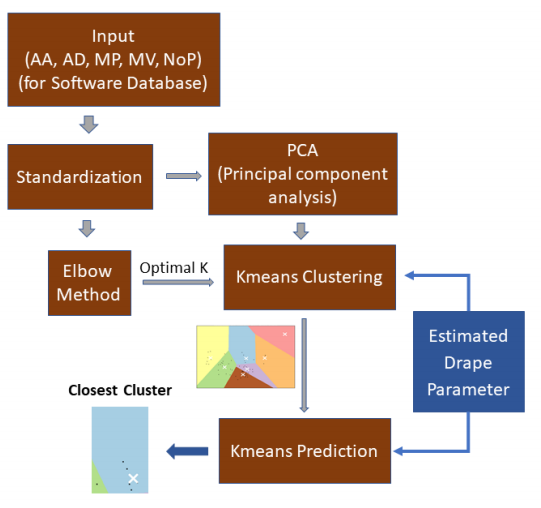 Input
(AA, AD, MP, MV, NoP)
(for Software Database)
Standardization
PCA
(Principal component
analysis)
Elbow
Method
Optimal K
Kmeans Clustering
Estimated
Drape
Parameter
Closest Cluster
Kmeans Prediction